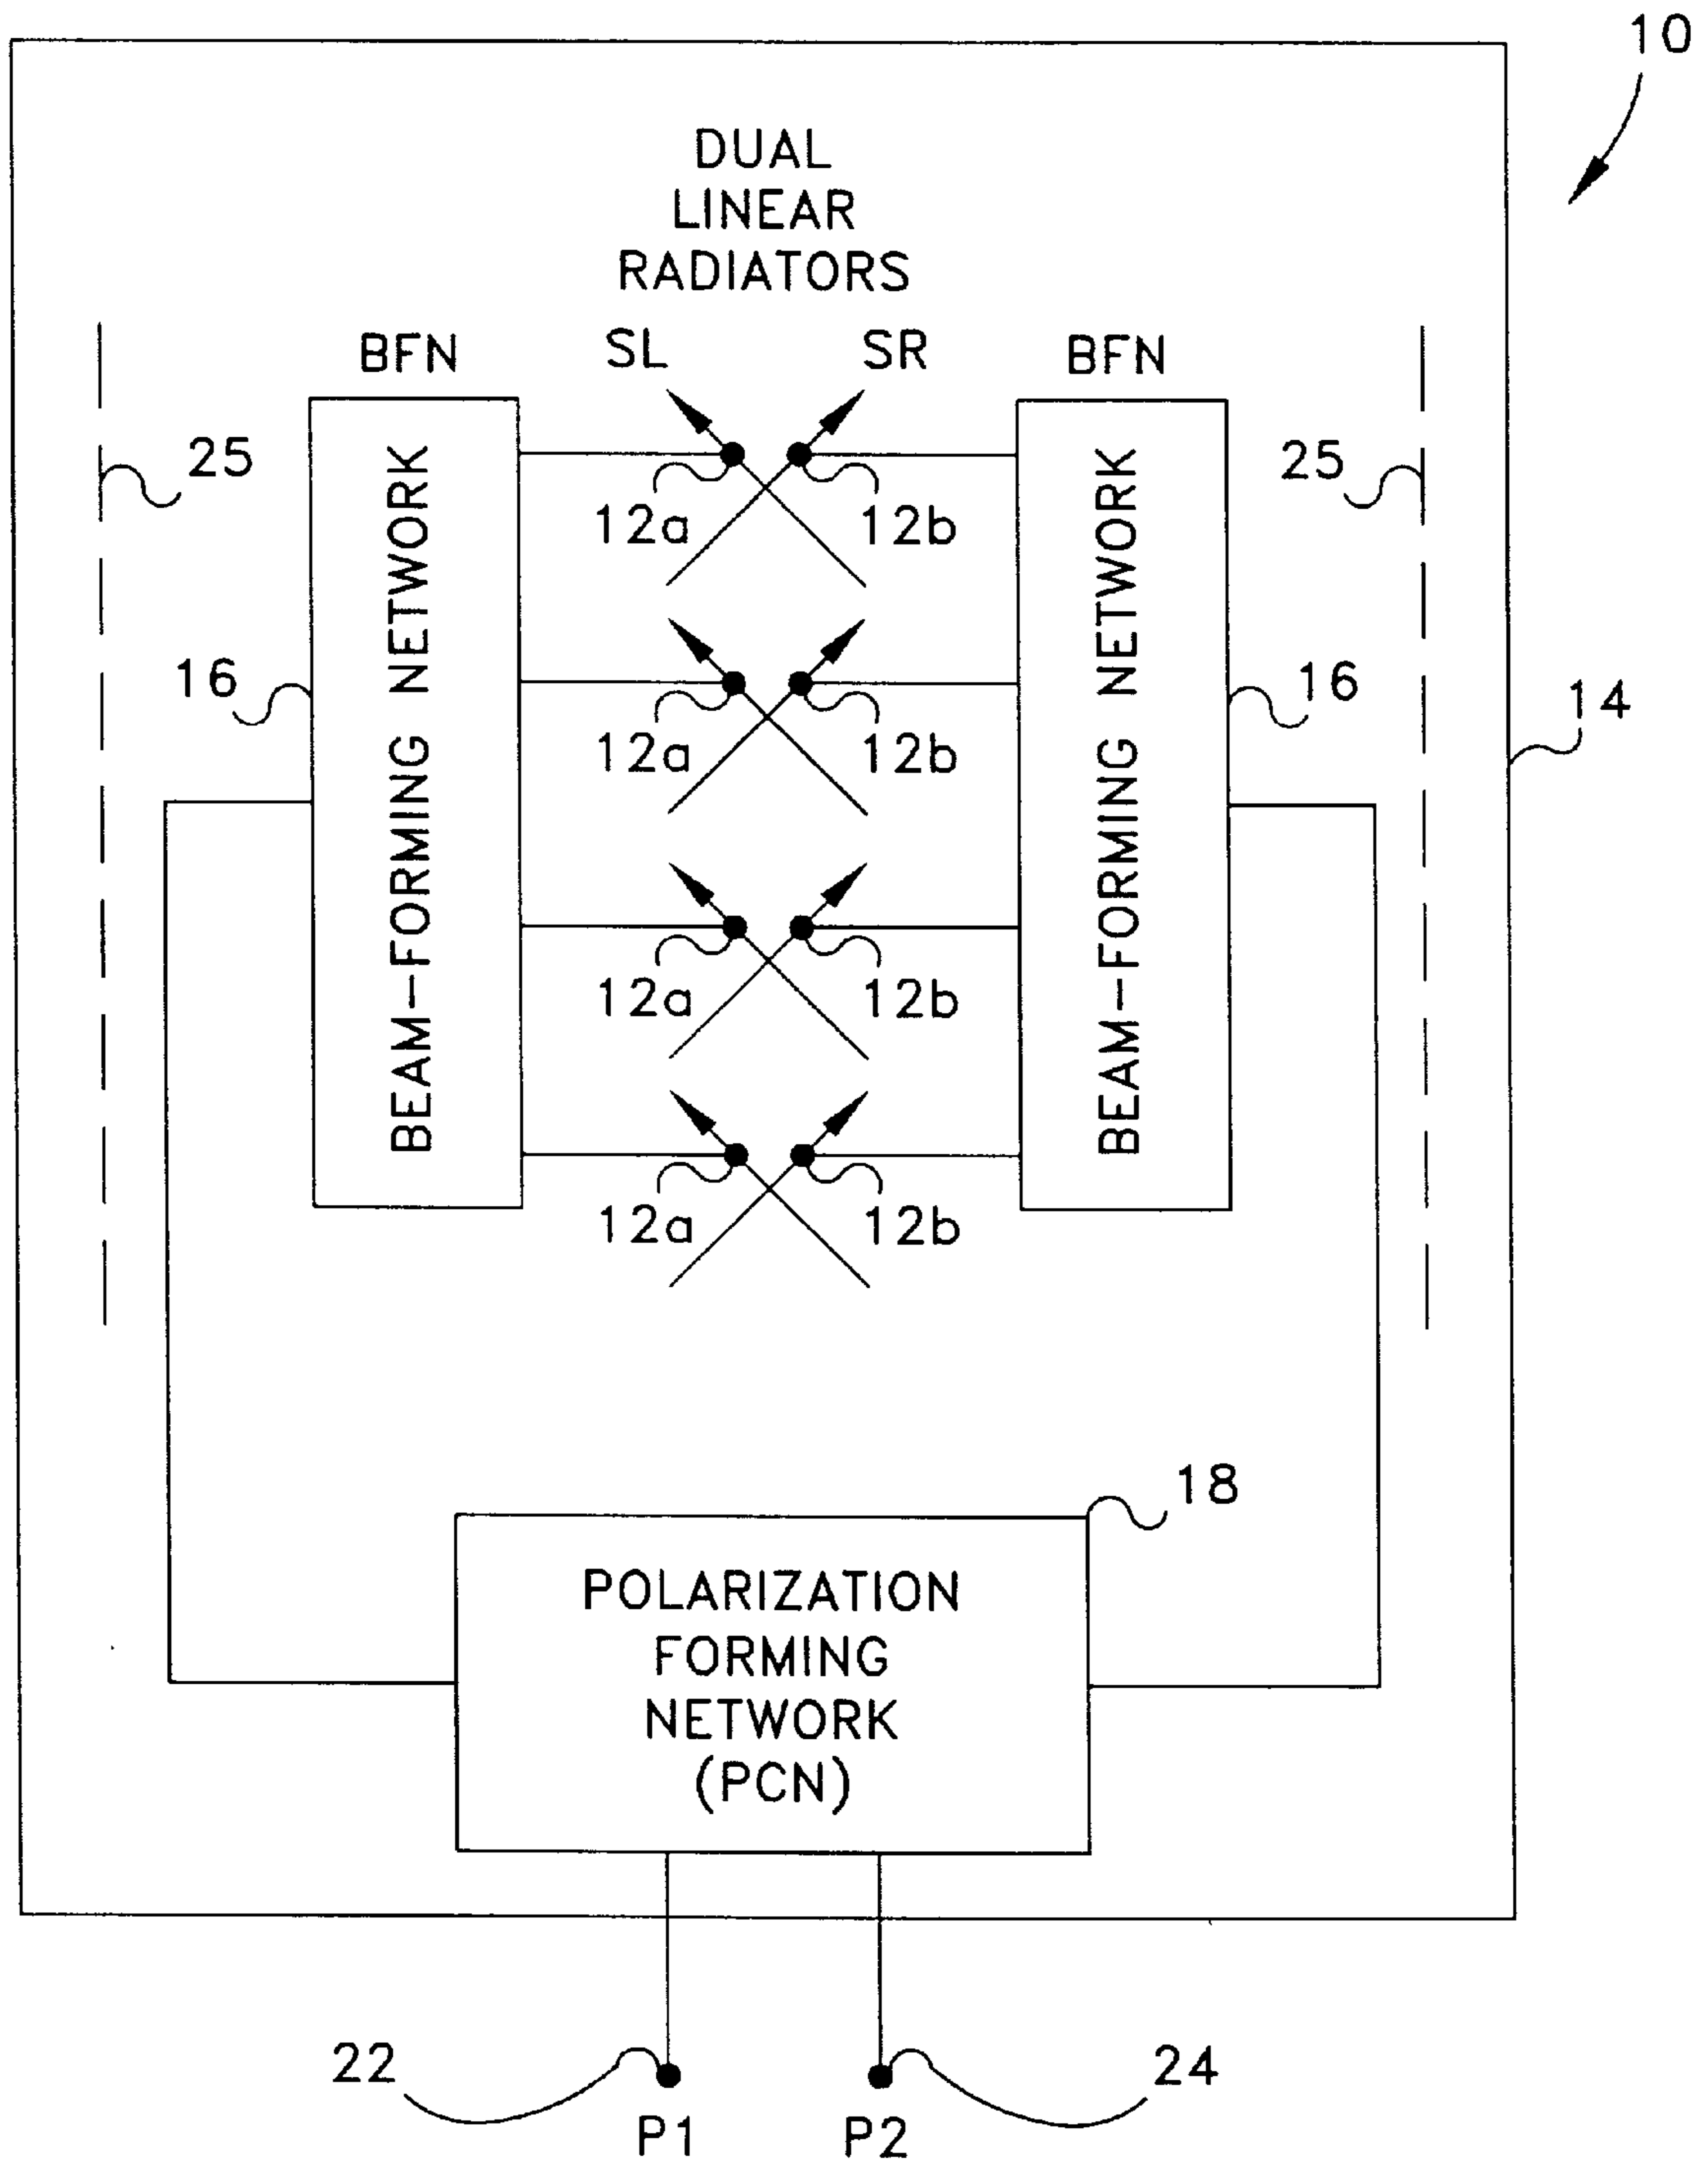 10
DUAL
LINEAR
RADIATORS
BFN
SL
SR
BFN
25
25
12a
12b
BEAM-FORMING NETWORK
BEAM-FORMING NETWORK
16
16
14
12a
12b
12a
12b
12a
12b
18
POLARIZATION
FORMING
NETWORK
(PCN)
22
24
P1
P2